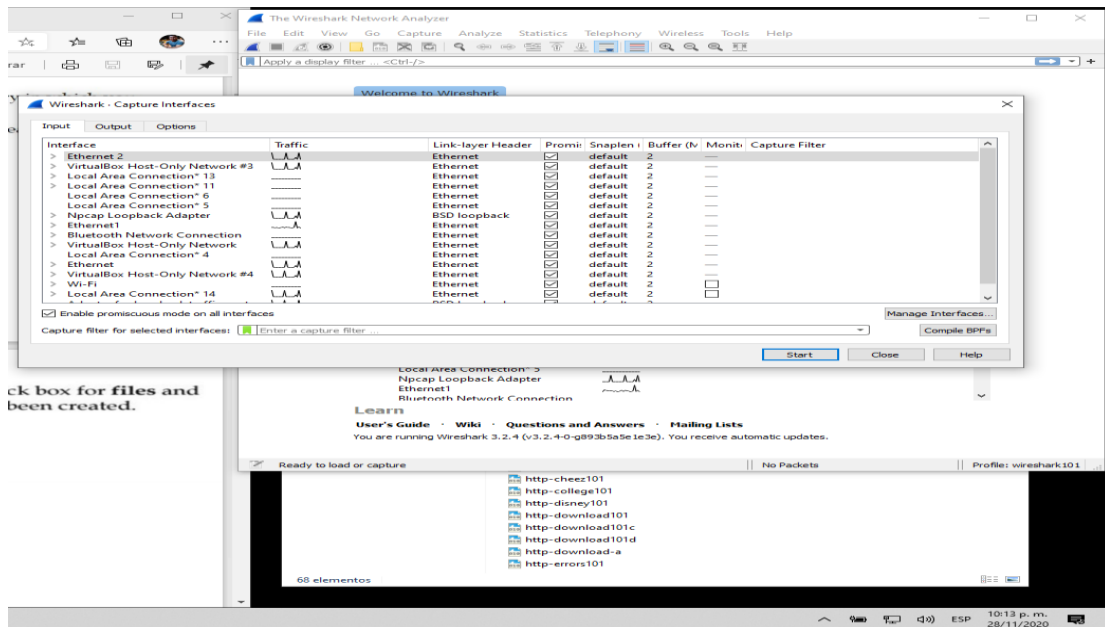 The Wireshark Network Analyzer
File Edit View Go Capture Analyze Statistics Telephony Wireless Tools Help
rar
Apply a display filter ... <Ctrl-/>
Welcome to Wireshark
Wireshark · Capture Interfaces
Input Output Options
Interface Traffic Link-layer Header Promi: Snaplen Buffer (M Monit Capture Filter
Ethernet 2 Ethernet default 2 —
VirtualBox Host-Only Network #3 Ethernet default 2 —
Local Area Connection* 13 Ethernet default 2 —
Local Area Connection* 11 Ethernet default 2 —
Local Area Connection* 6 Ethernet default 2 —
Local Area Connection* 5 Ethernet default 2 —
Npcap Loopback Adapter BSD loopback default 2 —
Ethernet1 Ethernet default 2 —
Bluetooth Network Connection Ethernet default 2 —
VirtualBox Host-Only Network Ethernet default 2 —
Local Area Connection* 4 Ethernet default 2 —
Ethernet Ethernet default 2 —
VirtualBox Host-Only Network #4 Ethernet default 2 —
Wi-Fi Ethernet default 2
Local Area Connection* 14 Ethernet default 2
Enable promiscuous mode on all interfaces
Manage Interfaces...
Capture filter for selected interfaces: Enter a capture filter ...
Compile BPFs
Start Close Help
Local Area Connection* 5
Npcap Loopback Adapter
Ethernet1
Bluetooth Network Connection
ck box for files and
been created.
Learn
User's Guide · Wiki · Questions and Answers · Mailing Lists
You are running Wireshark 3.2.4 (v3.2.4-0-g893b5a5e1e3e). You receive automatic updates.
Ready to load or capture No Packets Profile: wireshark101
http-cheez101
http-college101
http-disney101
http-download101
http-download101c
http-download101d
http-download-a
http-errors101
68 elementos
ESP
10:13 p. m.
28/11/2020